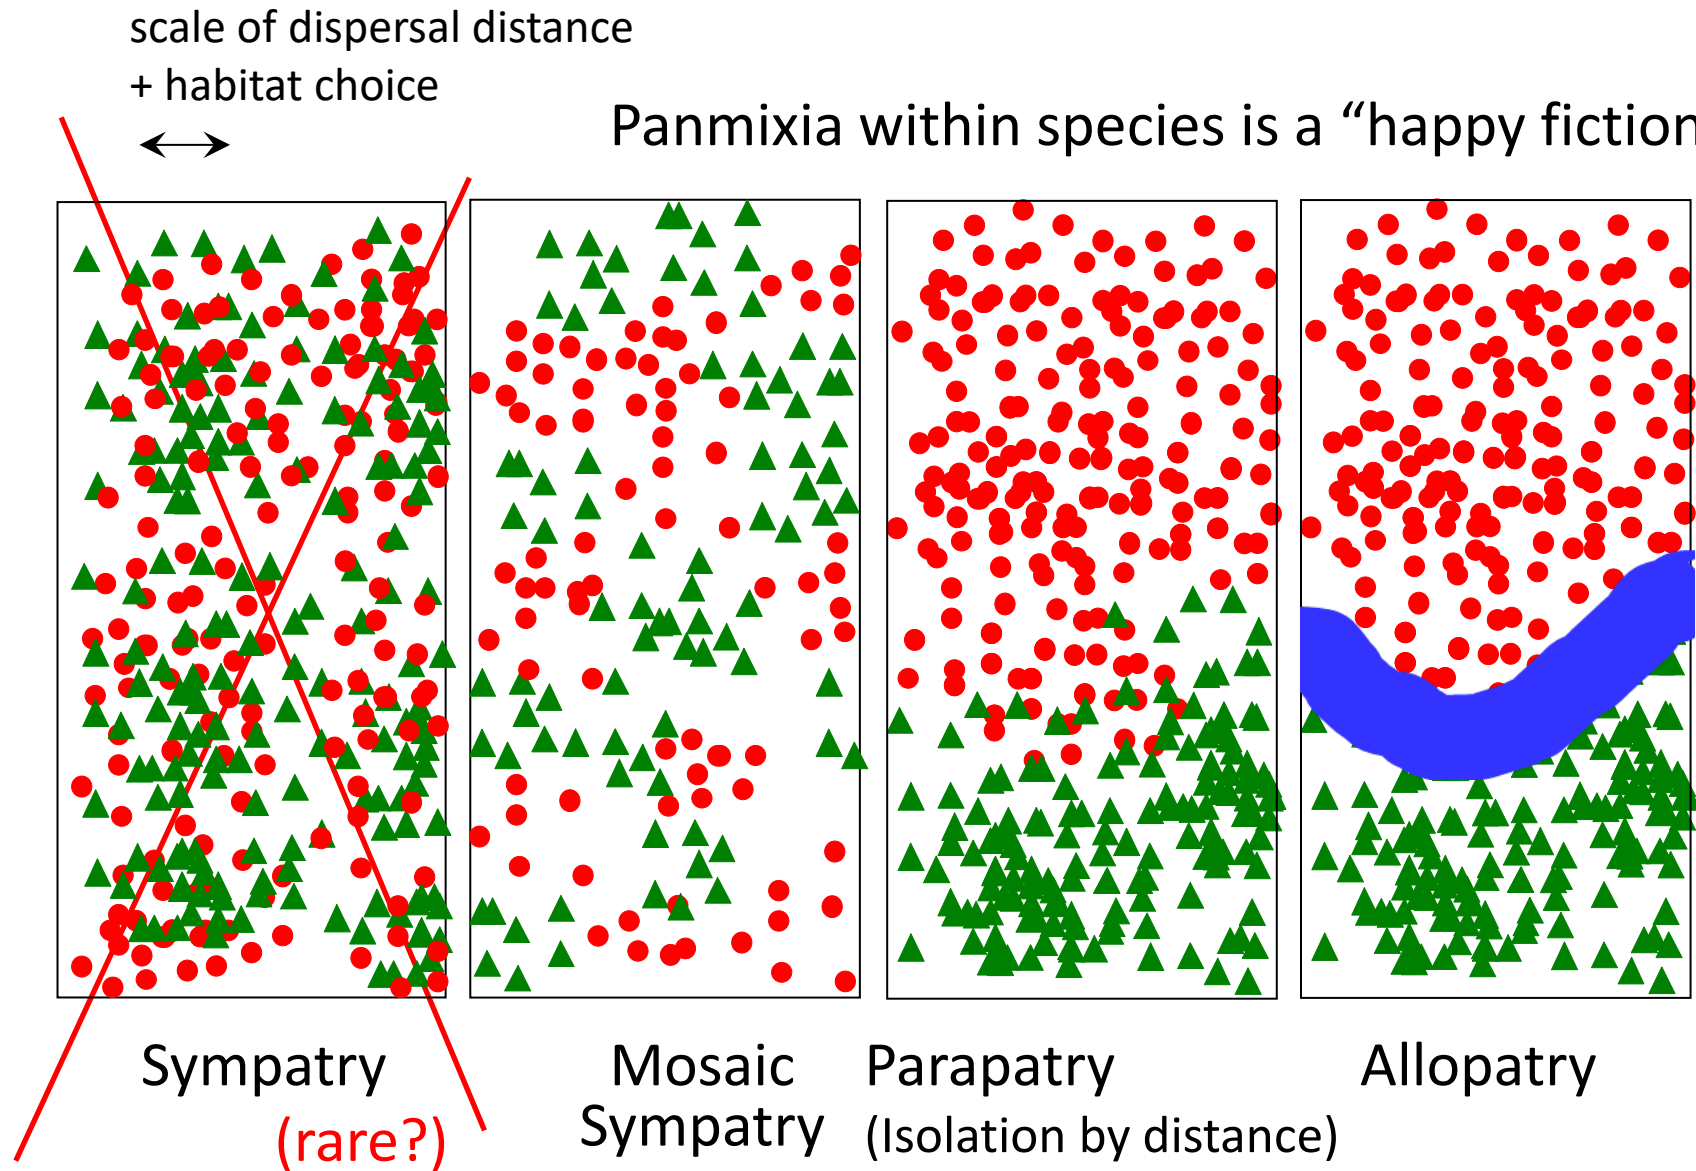 scale of dispersal distance
+ habitat choice
Panmixia within species is a “happy fiction
Sympatry
(rare?)
Mosaic
Sympatry
Parapatry
(Isolation by distance)
Allopatry